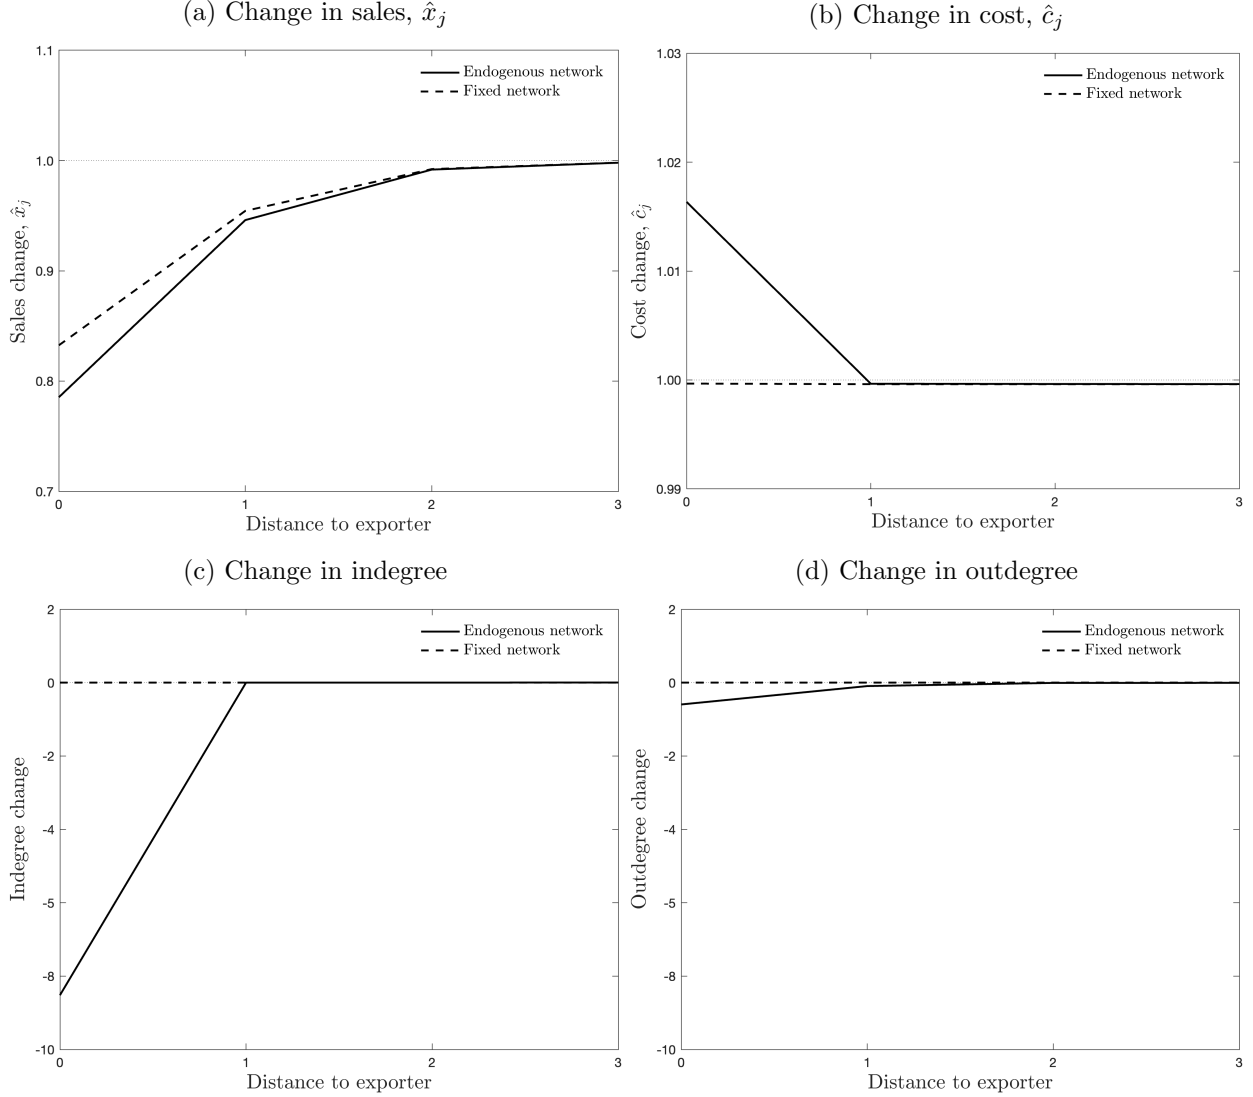 (a) Change in sales, x̂_j
1.1
1.0
0.9
0.8
0.7
Sales change, x̂_j
Endogenous network
Fixed network
0 1 2 3
Distance to exporter
(b) Change in cost, ĉ_j
1.03
1.02
1.01
1.00
0.99
Cost change, ĉ_j
Endogenous network
Fixed network
0 1 2 3
Distance to exporter
(c) Change in indegree
2
0
-2
-4
-5
-8
-10
Indegree change
Endogenous network
Fixed network
0 1 2 3
Distance to exporter
(d) Change in outdegree
2
0
-2
-4
-5
-8
-10
Outdegree change
Endogenous network
Fixed network
0 1 2 3
Distance to exporter